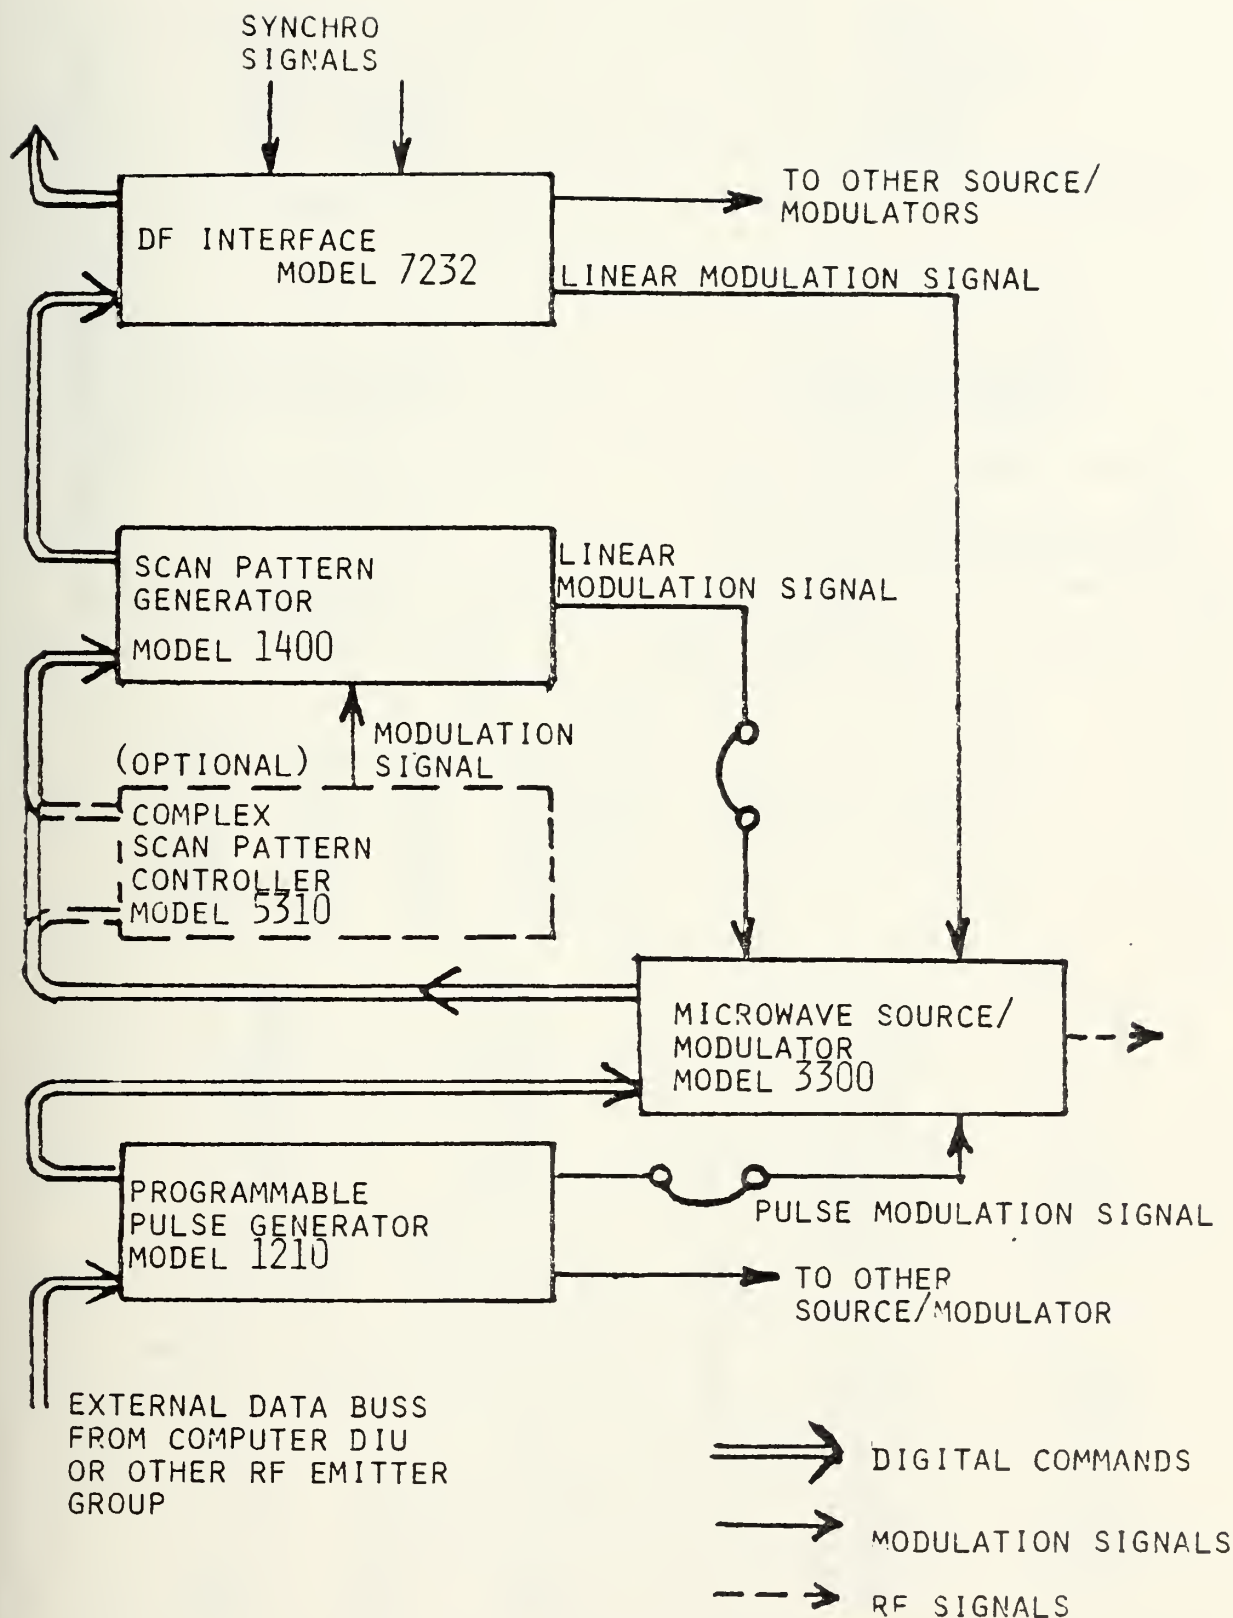 SYNCHRO
SIGNALS
TO OTHER SOURCE/
MODULATORS
DF INTERFACE
MODEL 7232
LINEAR MODULATION SIGNAL
SCAN PATTERN
GENERATOR
MODEL 1400
LINEAR
MODULATION SIGNAL
MODULATION
SIGNAL
(OPTIONAL)
COMPLEX
SCAN PATTERN
CONTROLLER
MODEL 5310
MICROWAVE SOURCE/
MODULATOR
MODEL 3300
PROGRAMMABLE
PULSE GENERATOR
MODEL 1210
PULSE MODULATION SIGNAL
TO OTHER
SOURCE/MODULATOR
EXTERNAL DATA BUSS
FROM COMPUTER DIU
OR OTHER RF EMITTER
GROUP
DIGITAL COMMANDS
MODULATION SIGNALS
RF SIGNALS